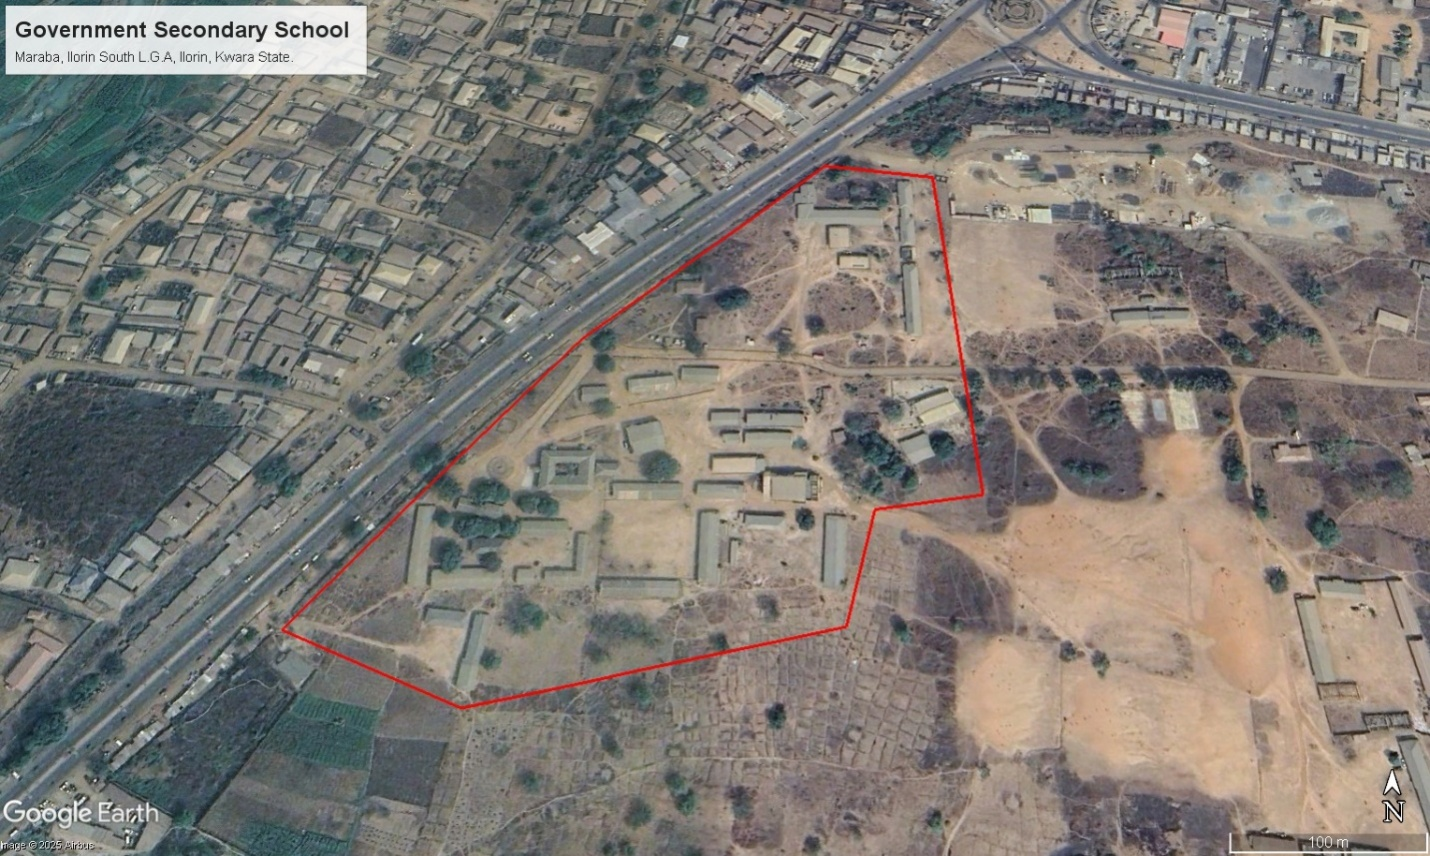 Government Secondary School
Maraba, Ilorin South L.G.A, Ilorin, Kwara State.
N
Google Earth
100 m
Image © 2025 Airbus